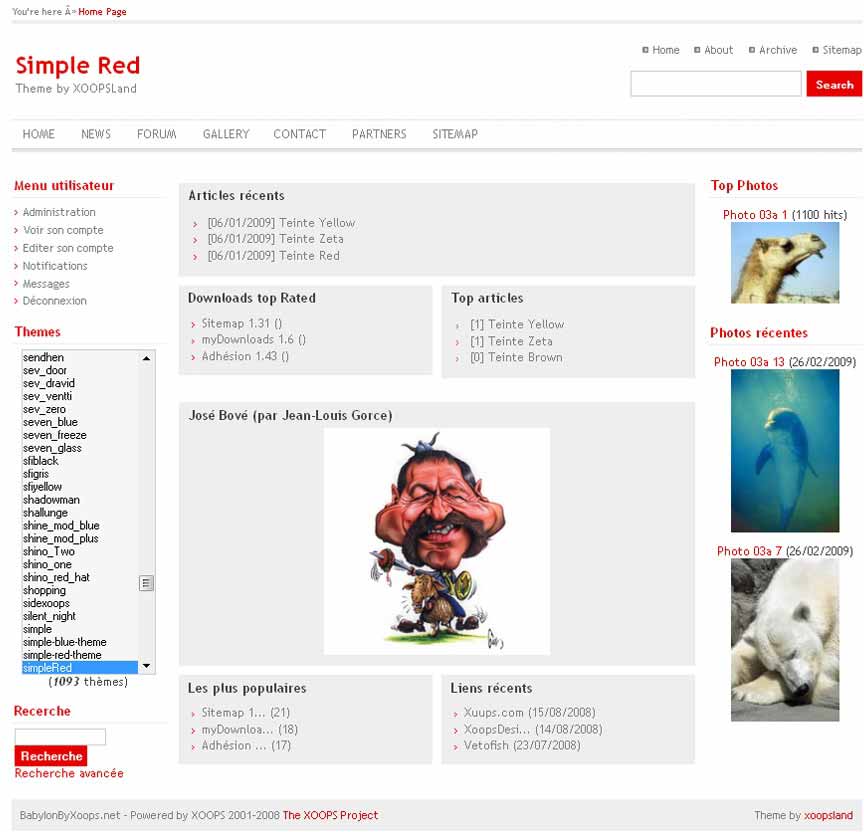 You're here Â» Home Page
Home
About
Archive
Sitemap
Simple Red
Theme by XOOPSLand
Search
HOME
NEWS
FORUM
GALLERY
CONTACT
PARTNERS
SITEMAP
Menu utilisateur
Administration
Voir son compte
Editer son compte
Notifications
Messages
Déconnexion
Themes
sendhen
sev_door
sev_dravid
sev_ventti
sev_zero
seven_blue
seven_freeze
seven_glass
sfiblack
sfigris
sfiyellow
shadowman
shallunge
shine_mod_blue
shine_mod_plus
shino_Two
shino_one
shino_red_hat
shopping
sidexoops
silent_night
simple
simple-blue-theme
simple-red-theme
simpleRed
(1093 thèmes)
Recerche
Recherche
Recherche avancée
Articles récents
[06/01/2009] Teinte Yellow
[06/01/2009] Teinte Zeta
[06/01/2009] Teinte Red
Downloads top Rated
Sitemap 1.31 ()
myDownloads 1.6 ()
Adhésion 1.43 ()
Top articles
[1] Teinte Yellow
[1] Teinte Zeta
[0] Teinte Brown
José Bové (par Jean-Louis Gorce)
Les plus populaires
Sitemap 1... (21)
myDownloa... (18)
Adhésion ... (17)
Liens récents
Xuups.com (15/08/2008)
XoopsDesi... (14/08/2008)
Vetofish (23/07/2008)
Top Photos
Photo 03a 1 (1100 hits)
Photos récentes
Photo 03a 13 (26/02/2009)
Photo 03a 7 (26/02/2009)
BabylonByXoops.net - Powered by XOOPS 2001-2008 The XOOPS Project
Theme by xoopsland